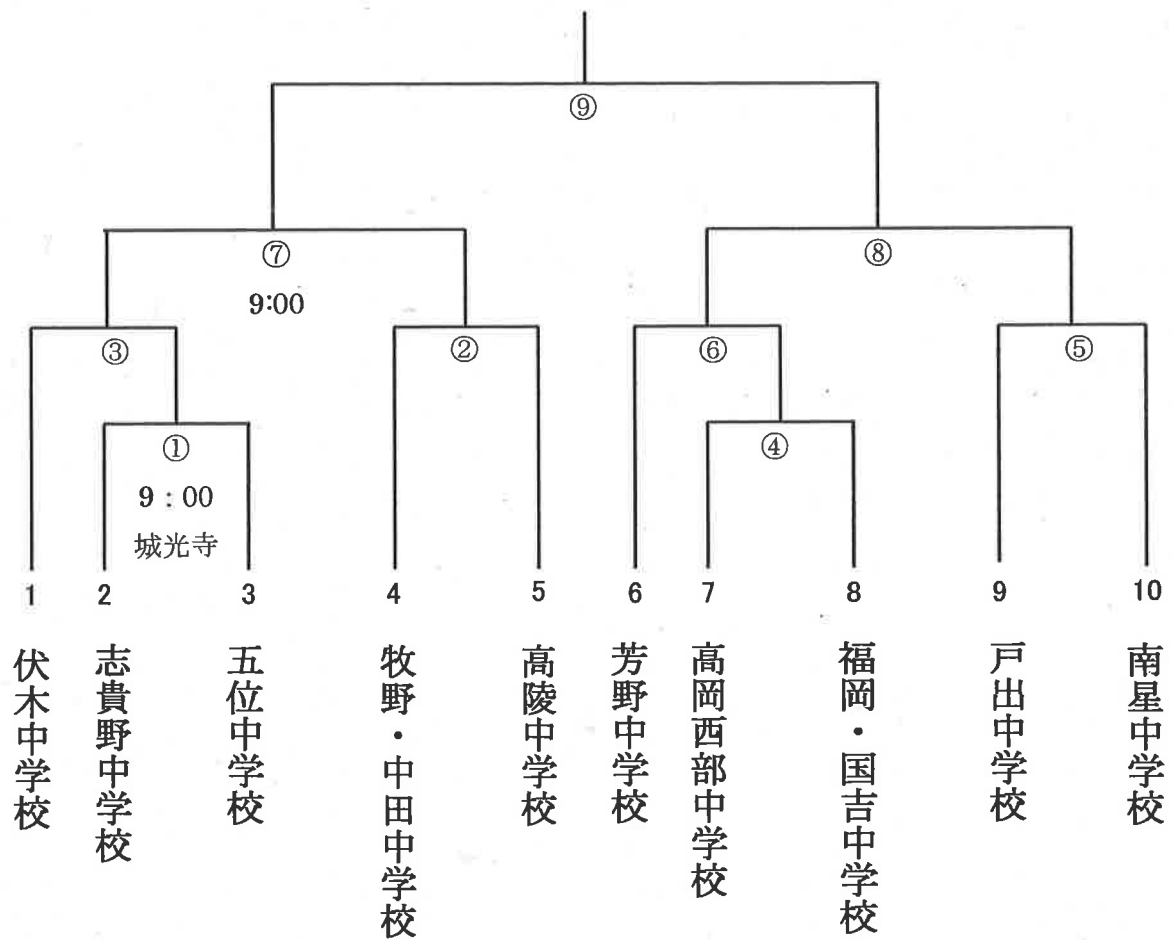 ⑨
⑦
⑧
9:00
③
②
⑥
⑤
①
④
9:00
城光寺
1
2
3
4
5
6
7
8
9
10
伏木中学校
志貴野中学校
五位中学校
牧野・中田中学校
高陵中学校
芳野中学校
高岡西部中学校
福岡・国吉中学校
戸出中学校
南星中学校